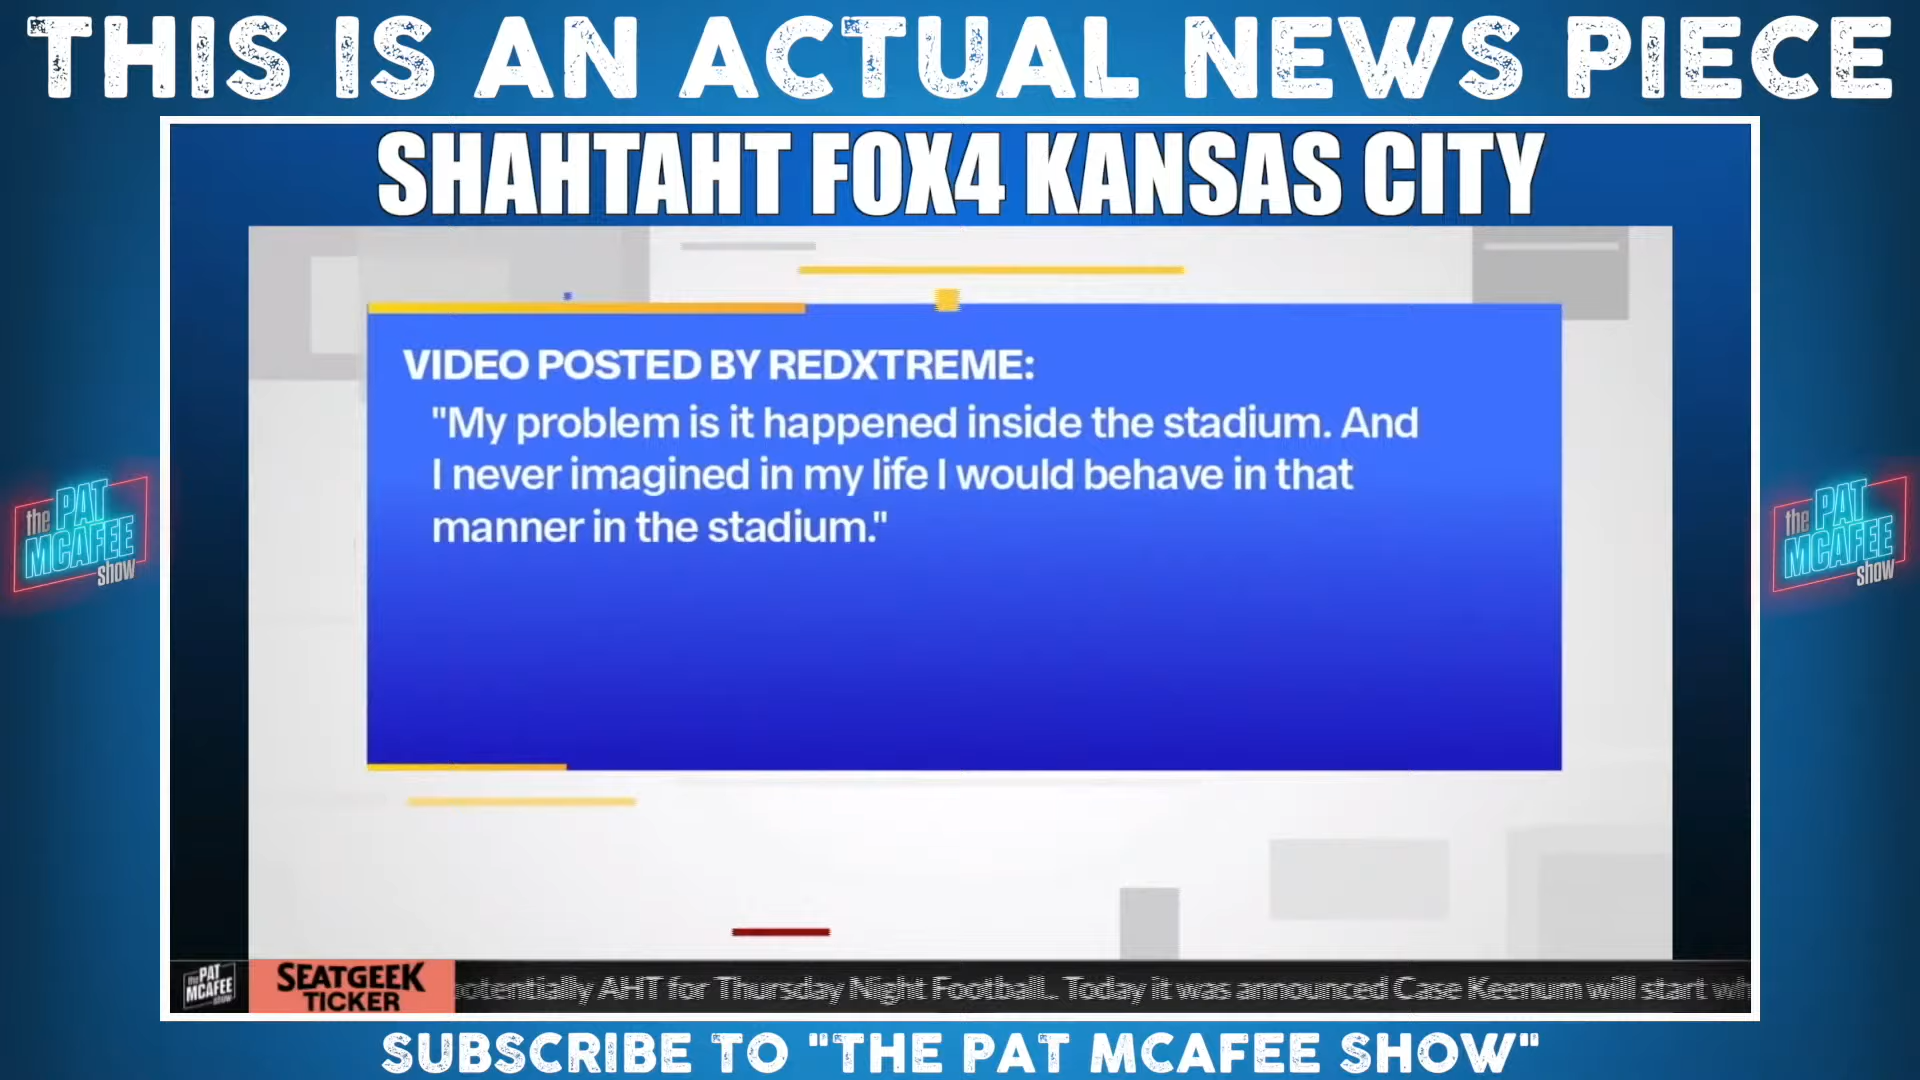 THIS IS AN ACTUAL NEWS PIECE
SHAHTAHT FOX4 KANSAS CITY
VIDEO POSTED BY REDXTREME:
"My problem is it happened inside the stadium. And
I never imagined in my life I would behave in that
manner in the stadium."
the PAT
MCAFEE
show
the PAT
MCAFEE
show
the PAT
MCAFEE
show
SEATGEEK
TICKER
potentially AHT for Thursday Night Football... Today it was announced Case Keenum will start
SUBSCRIBE TO "THE PAT MCAFEE SHOW"